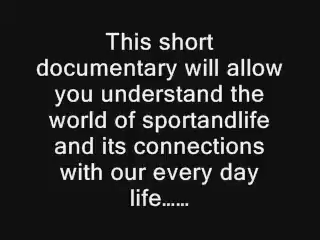 This short
documentary will allow
you understand the
world of sportandlife
and its connections
with our every day
life......